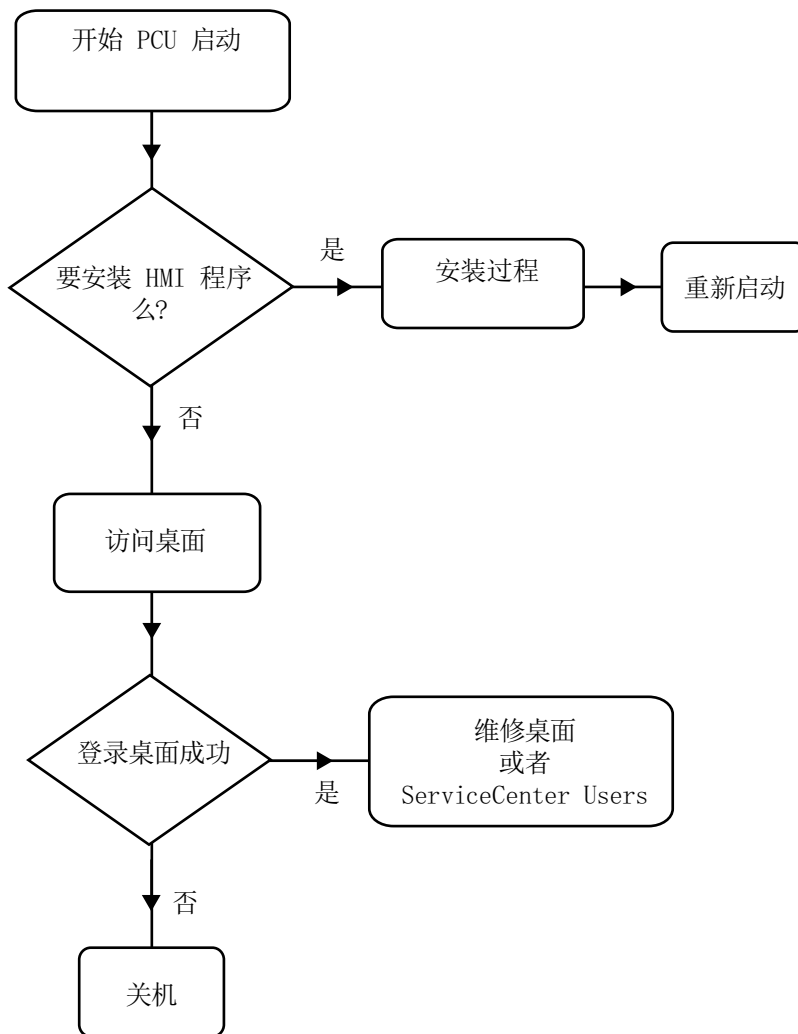 开始 PCU 启动
要安装 HMI 程序
么?
是
安装过程
重新启动
否
访问桌面
登录桌面成功
是
维修桌面
或者
ServiceCenter Users
否
关机